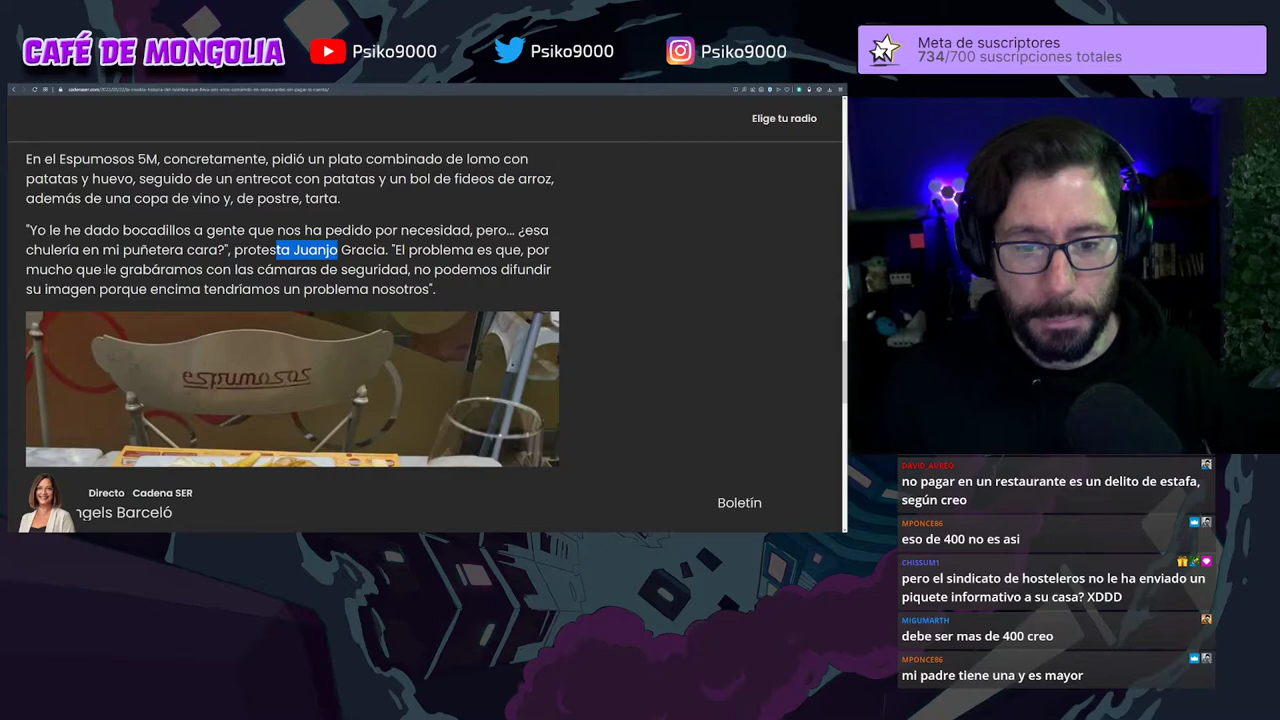 CAFÉ DE MONGOLIA
Psiko9000
Psiko9000
Psiko9000
Meta de suscriptores
734/700 suscripciones totales
Elige tu radio
En el Espumosos 5M, concretamente, pidió un plato combinado de lomo con
patatas y huevo, seguido de un entrecot con patatas y un bol de fideos de arroz,
además de una copa de vino y, de postre, tarta.
"Yo le he dado bocadillos a gente que nos ha pedido por necesidad, pero... ¿esa
chulería en mi puñetera cara?", protesta Juanjo Gracia. "El problema es que, por
mucho que le grabáramos con las cámaras de seguridad, no podemos difundir
su imagen porque encima tendríamos un problema nosotros".
espumosos
Directo Cadena SER
ngels Barceló
Boletín
DAVID_AUREO
no pagar en un restaurante es un delito de estafa,
según creo
MPONCE86
eso de 400 no es asi
CHISSUM1
pero el sindicato de hosteleros no le ha enviado un
piquete informativo a su casa? XDDD
MIGUMARTH
debe ser mas de 400 creo
MPONCE86
mi padre tiene una y es mayor